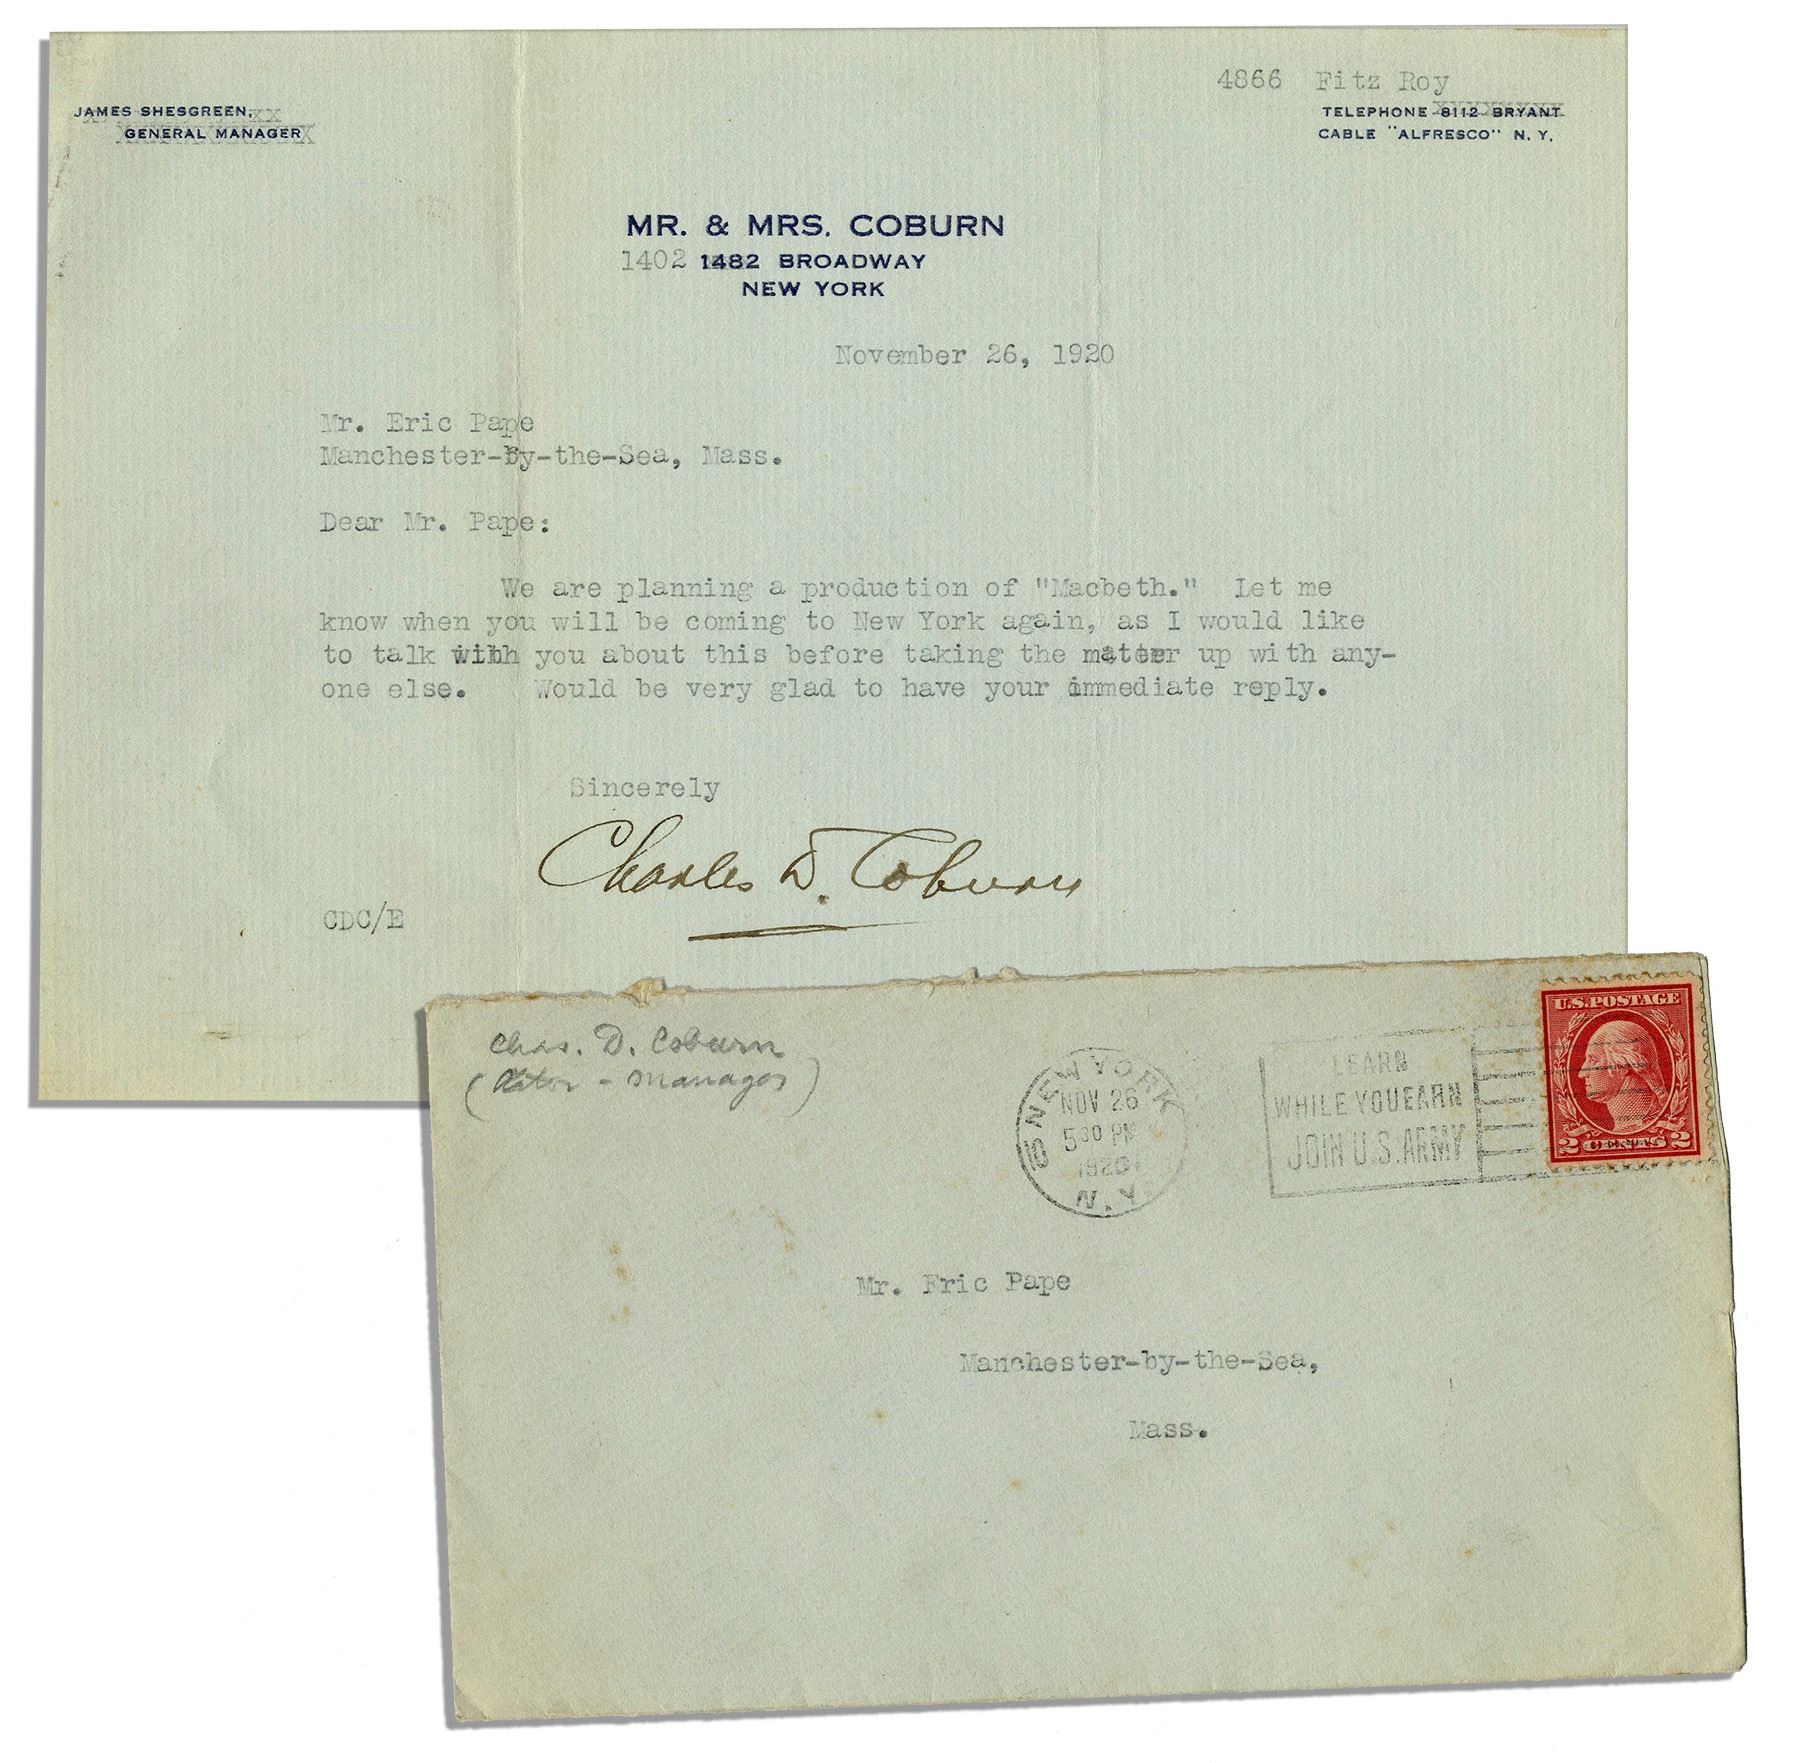 4866 Fitz Roy
JAMES SHESGREEN,xx
GENERAL MANAGER
TELEPHONE 8112 BRYANT
CABLE "ALFRESCO" N. Y.
MR. & MRS. COBURN
1402 1482 BROADWAY
NEW YORK
November 26, 1920
Mr. Eric Pape
Manchester-By-the-Sea, Mass.
Dear Mr. Pape:
We are planning a production of "Macbeth." Let me
know when you will be coming to New York again, as I would like
to talk with you about this before taking the matter up with any-
one else. Would be very glad to have your immediate reply.
Sincerely
Charles D. Coburn
CDC/E
Chas. D. Coburn
(Actor - Manager)
NEW YORK
10
NOV 26
5 30 PM
1920
N.Y.
LEARN
WHILE YOU EARN
JOIN U.S. ARMY
U.S. POSTAGE
2 CENTS 2
Mr. Eric Pape
Manchester-by-the-Sea,
Mass.